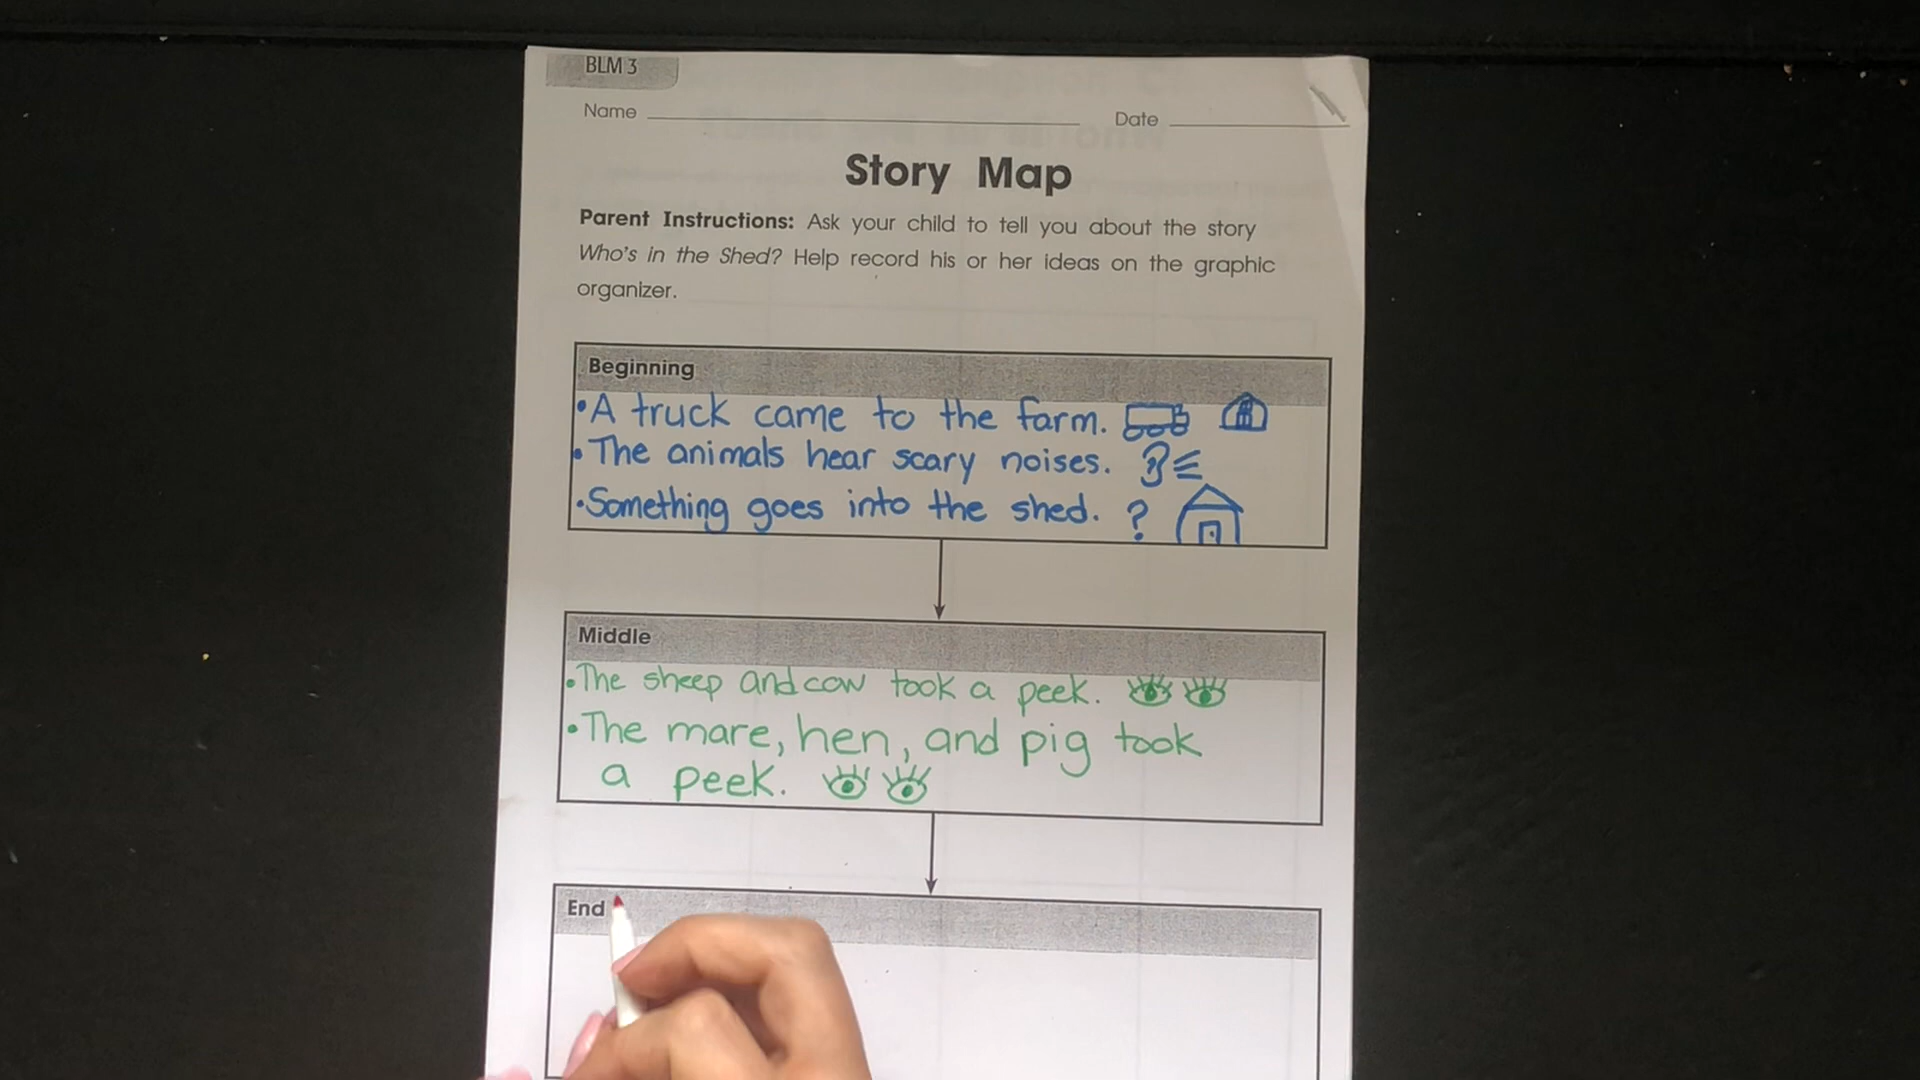 BLM 3
Name Date
Story Map
Parent Instructions: Ask your child to tell you about the story
Who's in the Shed? Help record his or her ideas on the graphic
organizer.
Beginning
•A truck came to the farm.
•The animals hear scary noises.
•Something goes into the shed. ?
Middle
•The sheep and cow took a peek.
•The mare, hen, and pig took
a peek.
End